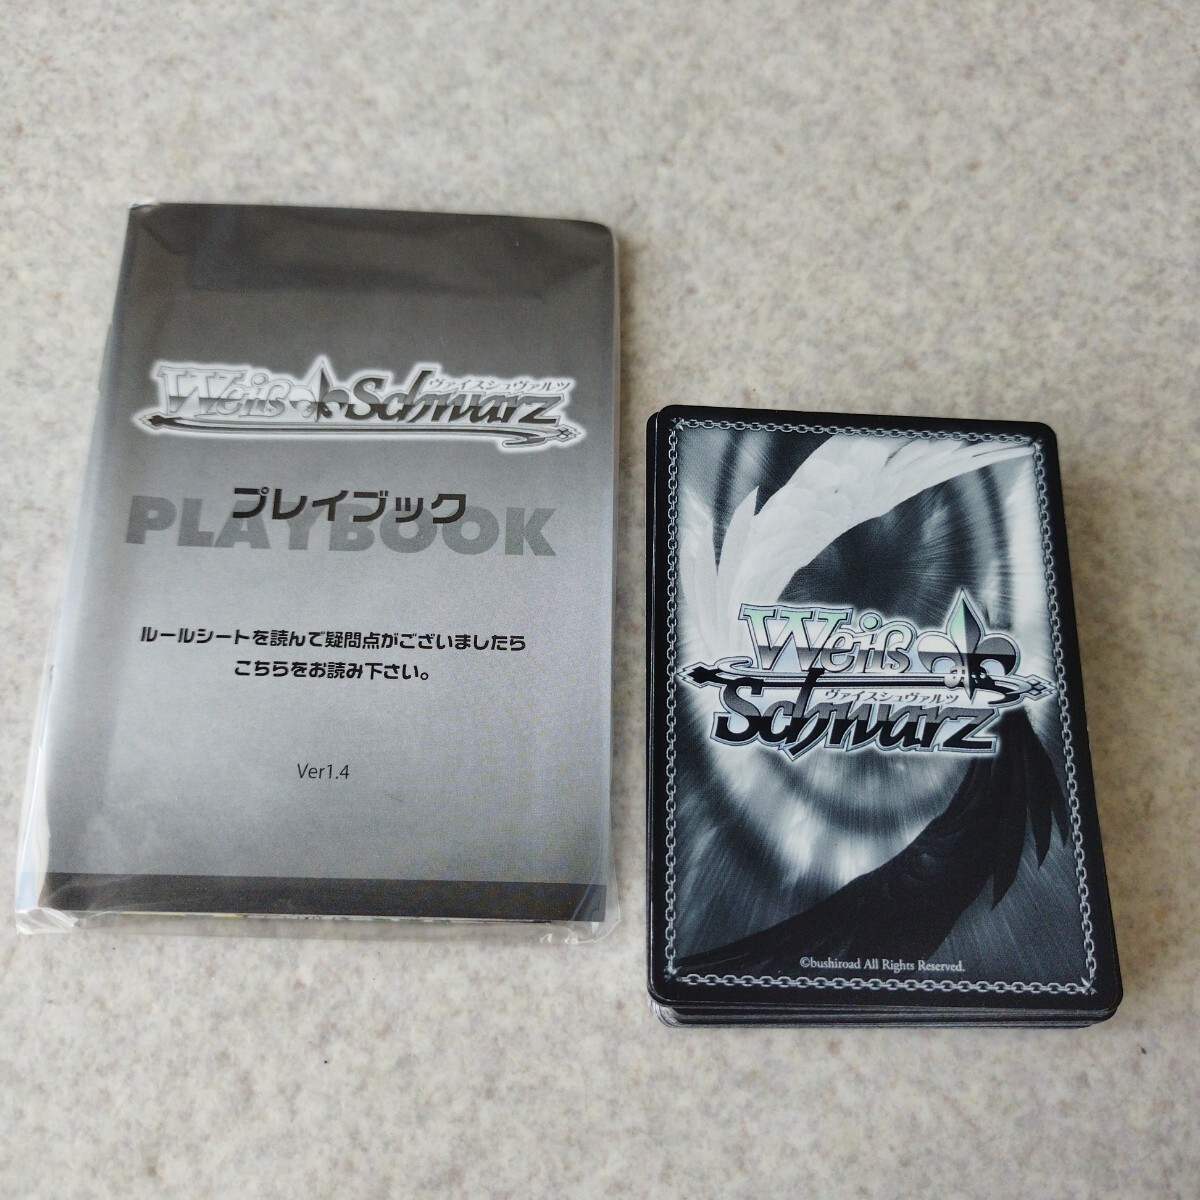 Weiß Schwarz
ヴァイスシュヴァルツ
PLAYBOOK
プレイブック
ルールシートを読んで疑問点がございましたら
こちらをお読み下さい。
Ver1.4
Weiß
ヴァイスシュヴァルツ
Schwarz
©bushiroad All Rights Reserved.